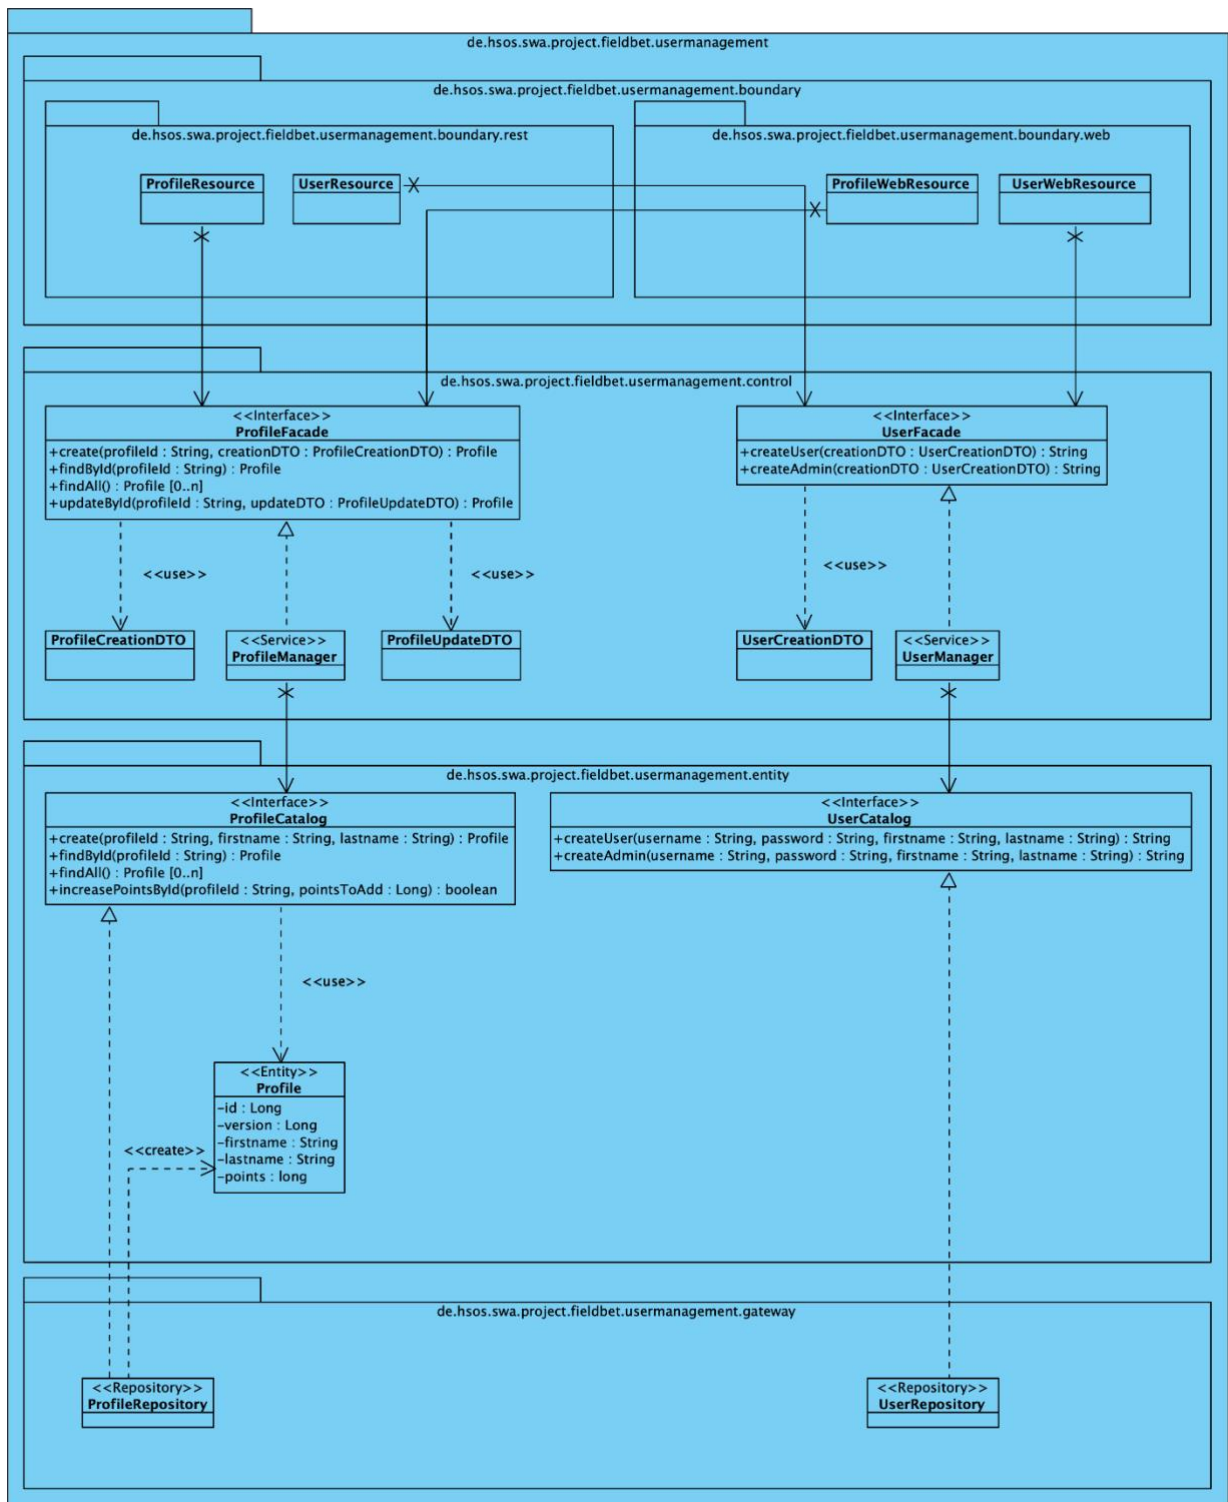 de.hsos.swa.project.fieldbet.usermanagement
de.hsos.swa.project.fieldbet.usermanagement.boundary
de.hsos.swa.project.fieldbet.usermanagement.boundary.rest
ProfileResource
UserResource
de.hsos.swa.project.fieldbet.usermanagement.boundary.web
ProfileWebResource
UserWebResource
de.hsos.swa.project.fieldbet.usermanagement.control
<<Interface>>
ProfileFacade
+create(profileId : String, creationDTO : ProfileCreationDTO) : Profile
+findById(profileId : String) : Profile
+findAll() : Profile [0..n]
+updateById(profileId : String, updateDTO : ProfileUpdateDTO) : Profile
<<Interface>>
UserFacade
+createUser(creationDTO : UserCreationDTO) : String
+createAdmin(creationDTO : UserCreationDTO) : String
<<use>>
<<use>>
<<use>>
ProfileCreationDTO
<<Service>>
ProfileManager
ProfileUpdateDTO
UserCreationDTO
<<Service>>
UserManager
de.hsos.swa.project.fieldbet.usermanagement.entity
<<Interface>>
ProfileCatalog
+create(profileId : String, firstname : String, lastname : String) : Profile
+findById(profileId : String) : Profile
+findAll() : Profile [0..n]
+increasePointsById(profileId : String, pointsToAdd : Long) : boolean
<<Interface>>
UserCatalog
+createUser(username : String, password : String, firstname : String, lastname : String) : String
+createAdmin(username : String, password : String, firstname : String, lastname : String) : String
<<use>>
<<Entity>>
Profile
-id : Long
-version : Long
-firstname : String
-lastname : String
-points : long
<<create>>
de.hsos.swa.project.fieldbet.usermanagement.gateway
<<Repository>>
ProfileRepository
<<Repository>>
UserRepository